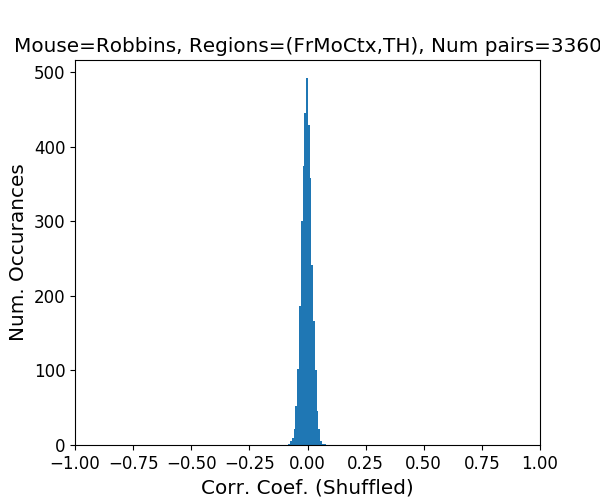 Mouse=Robbins, Regions=(FrMoCtx,TH), Num pairs=3360
500
400
300
200
100
0
Num. Occurances
−1.00 −0.75 −0.50 −0.25 0.00 0.25 0.50 0.75 1.00
Corr. Coef. (Shuffled)